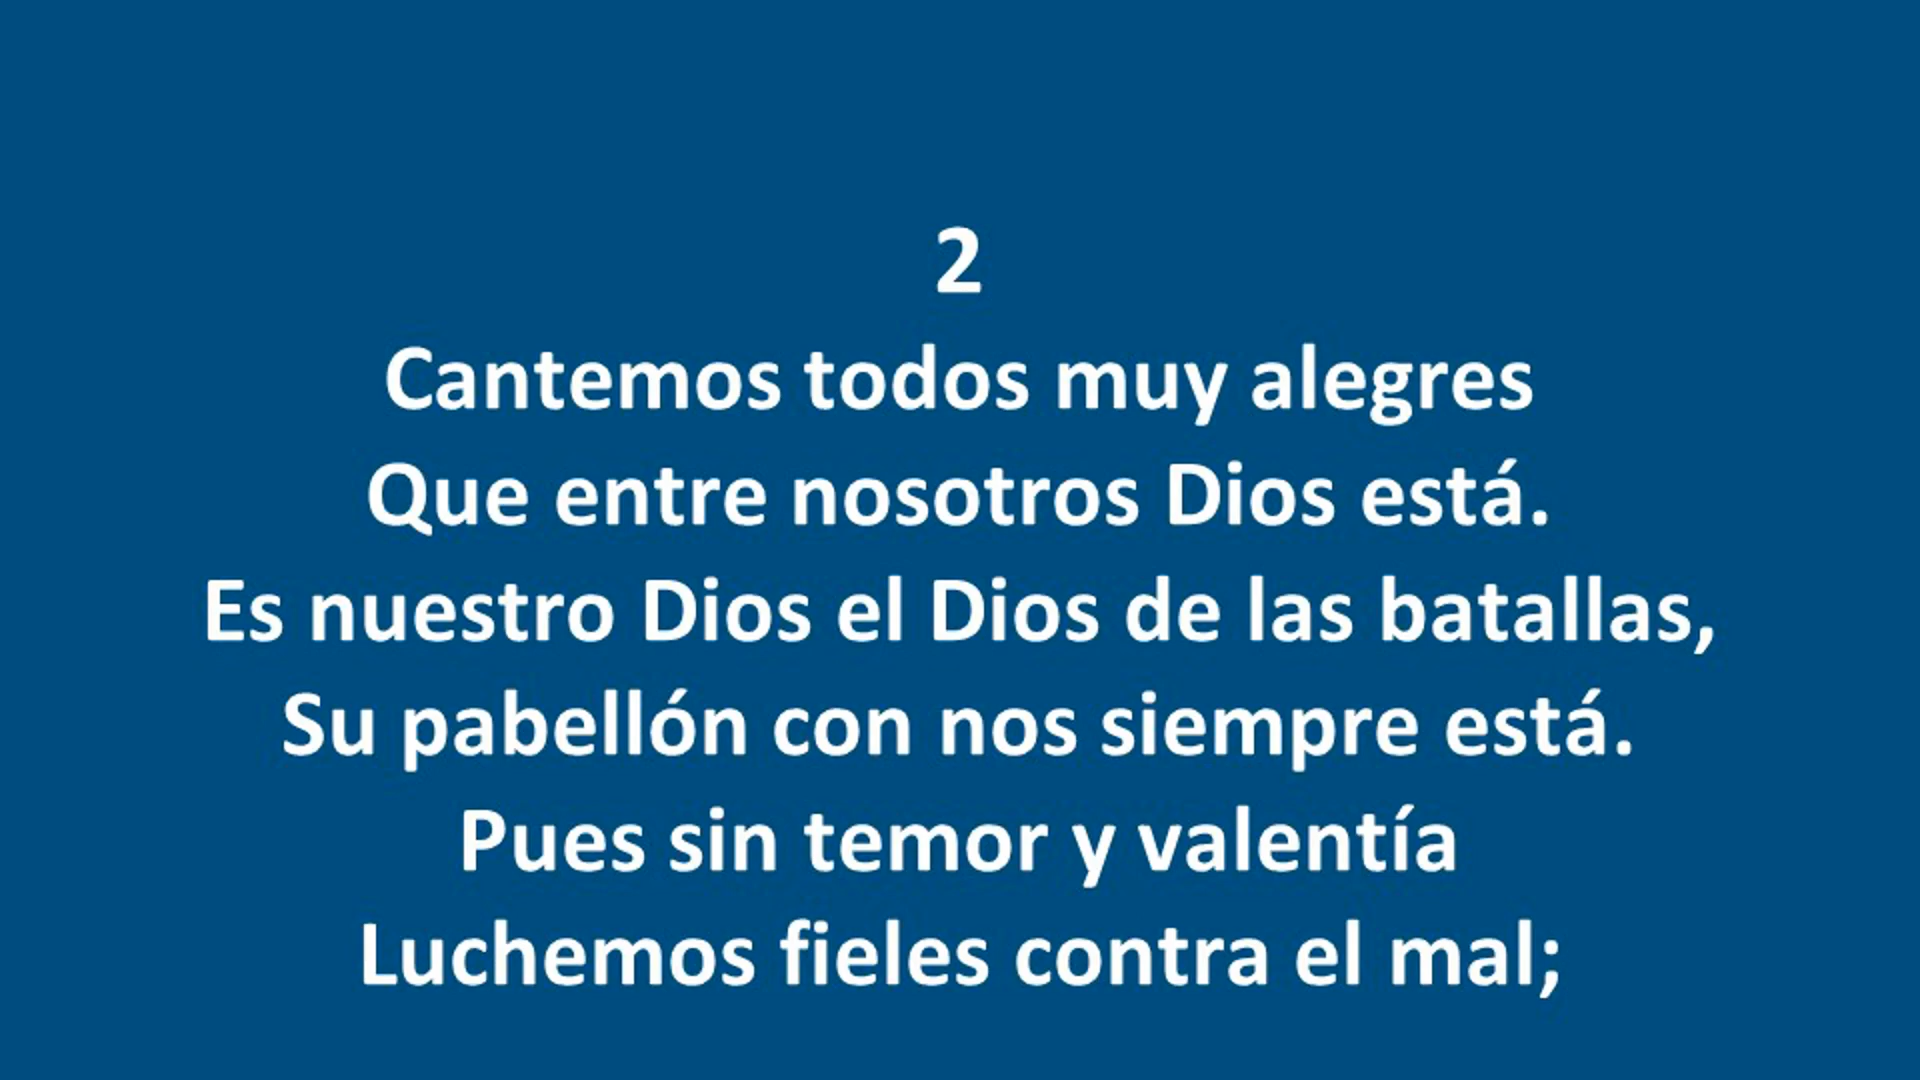 2
Cantemos todos muy alegres
Que entre nosotros Dios está.
Es nuestro Dios el Dios de las batallas,
Su pabellón con nos siempre está.
Pues sin temor y valentía
Luchemos fieles contra el mal;